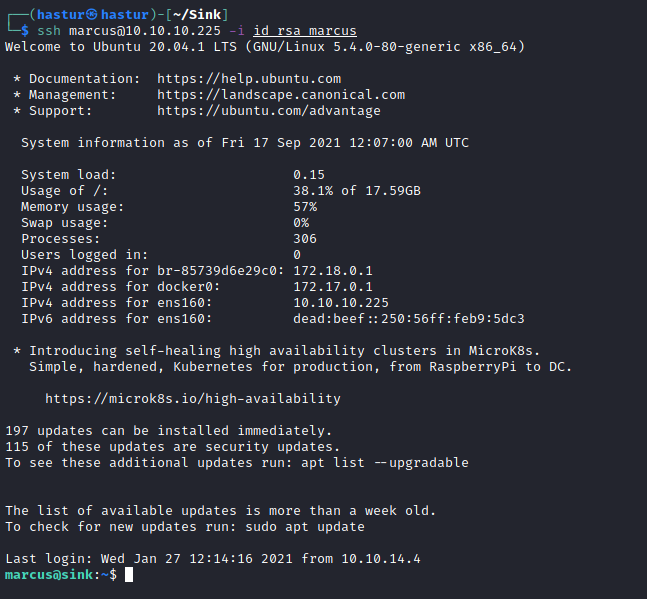 ┌──(hastur㉿hastur)-[~/Sink]
└─$ ssh marcus@10.10.10.225 -i id_rsa_marcus
Welcome to Ubuntu 20.04.1 LTS (GNU/Linux 5.4.0-80-generic x86_64)
* Documentation:  https://help.ubuntu.com
* Management:     https://landscape.canonical.com
* Support:        https://ubuntu.com/advantage
System information as of Fri 17 Sep 2021 12:07:00 AM UTC
System load:                      0.15
Usage of /:                       38.1% of 17.59GB
Memory usage:                     57%
Swap usage:                       0%
Processes:                        306
Users logged in:                  0
IPv4 address for br-85739d6e29c0: 172.18.0.1
IPv4 address for docker0:         172.17.0.1
IPv4 address for ens160:          10.10.10.225
IPv6 address for ens160:          dead:beef::250:56ff:feb9:5dc3
* Introducing self-healing high availability clusters in MicroK8s.
Simple, hardened, Kubernetes for production, from RaspberryPi to DC.
https://microk8s.io/high-availability
197 updates can be installed immediately.
115 of these updates are security updates.
To see these additional updates run: apt list --upgradable
The list of available updates is more than a week old.
To check for new updates run: sudo apt update
Last login: Wed Jan 27 12:14:16 2021 from 10.10.14.4
marcus@sink:~$